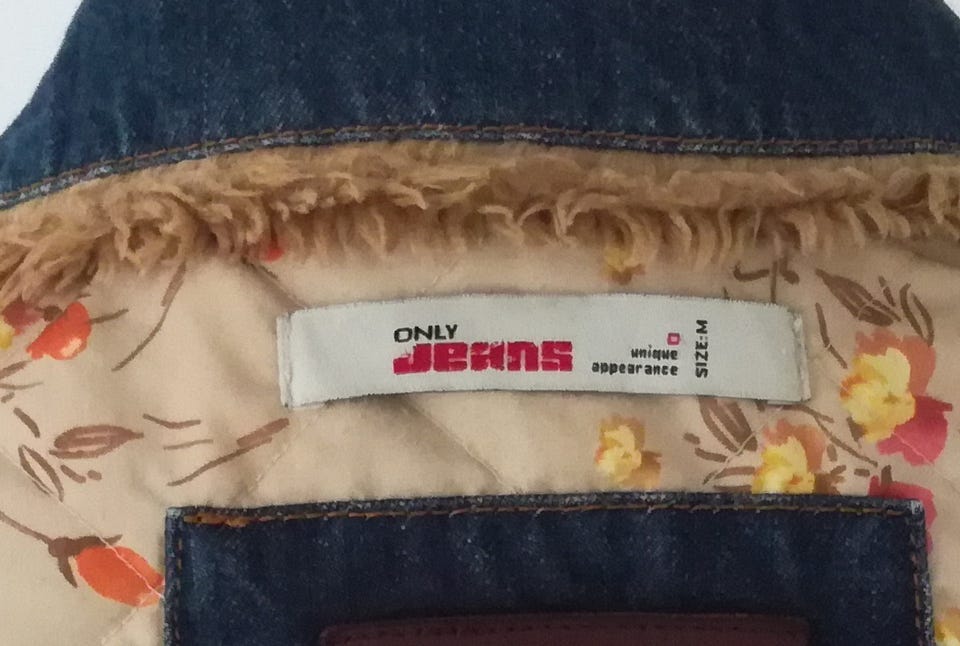 ONLY
Jeans
a
unique
appearance
SIZE:M